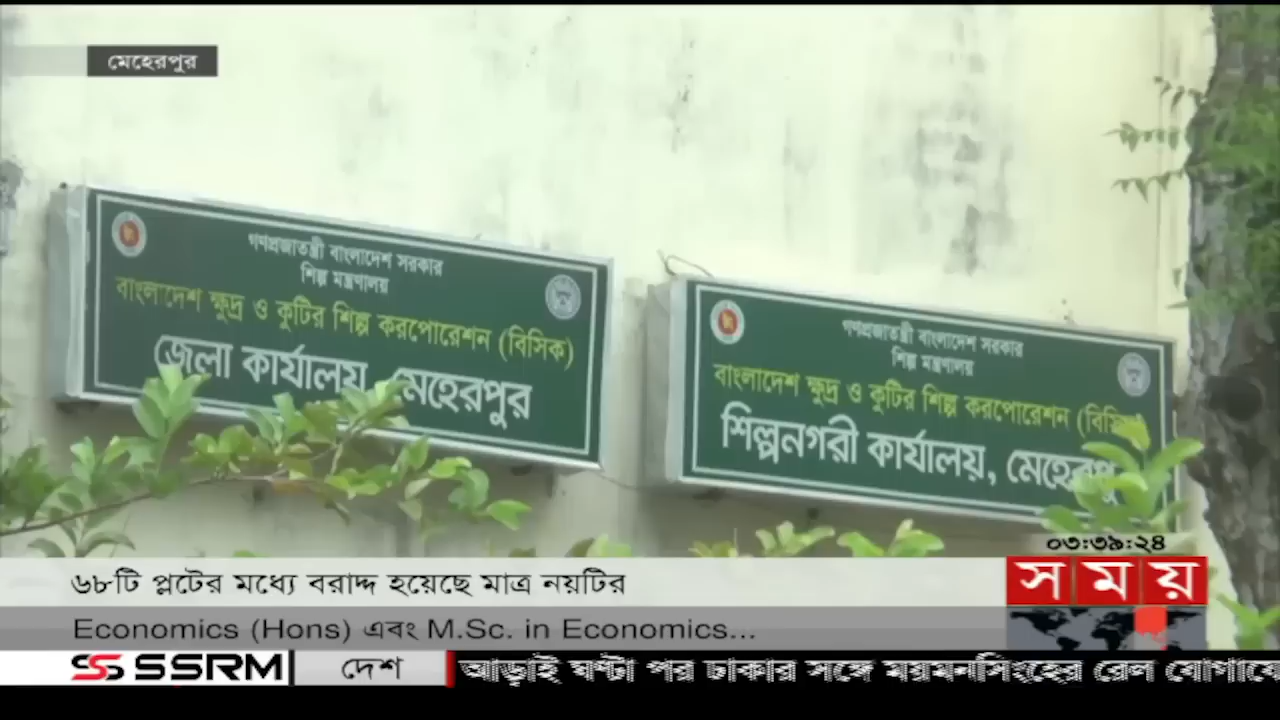 মেহেরপুর
গণপ্রজাতন্ত্রী বাংলাদেশ সরকার
শিল্প মন্ত্রণালয়
বাংলাদেশ ক্ষুদ্র ও কুটির শিল্প করপোরেশন (বিসিক)
জেলা কার্যালয়, মেহেরপুর
গণপ্রজাতন্ত্রী বাংলাদেশ সরকার
শিল্প মন্ত্রণালয়
বাংলাদেশ ক্ষুদ্র ও কুটির শিল্প করপোরেশন (বিসিক)
শিল্পনগরী কার্যালয়, মেহেরপু
০৩:৩৯:২৪
সময়
৬৮টি প্লটের মধ্যে বরাদ্দ হয়েছে মাত্র নয়টির
Economics (Hons) এবং M.Sc. in Economics...
SSRM
দেশ
আড়াই ঘণ্টা পর ঢাকার সঙ্গে ময়মনসিংহের রেল যোগাযে